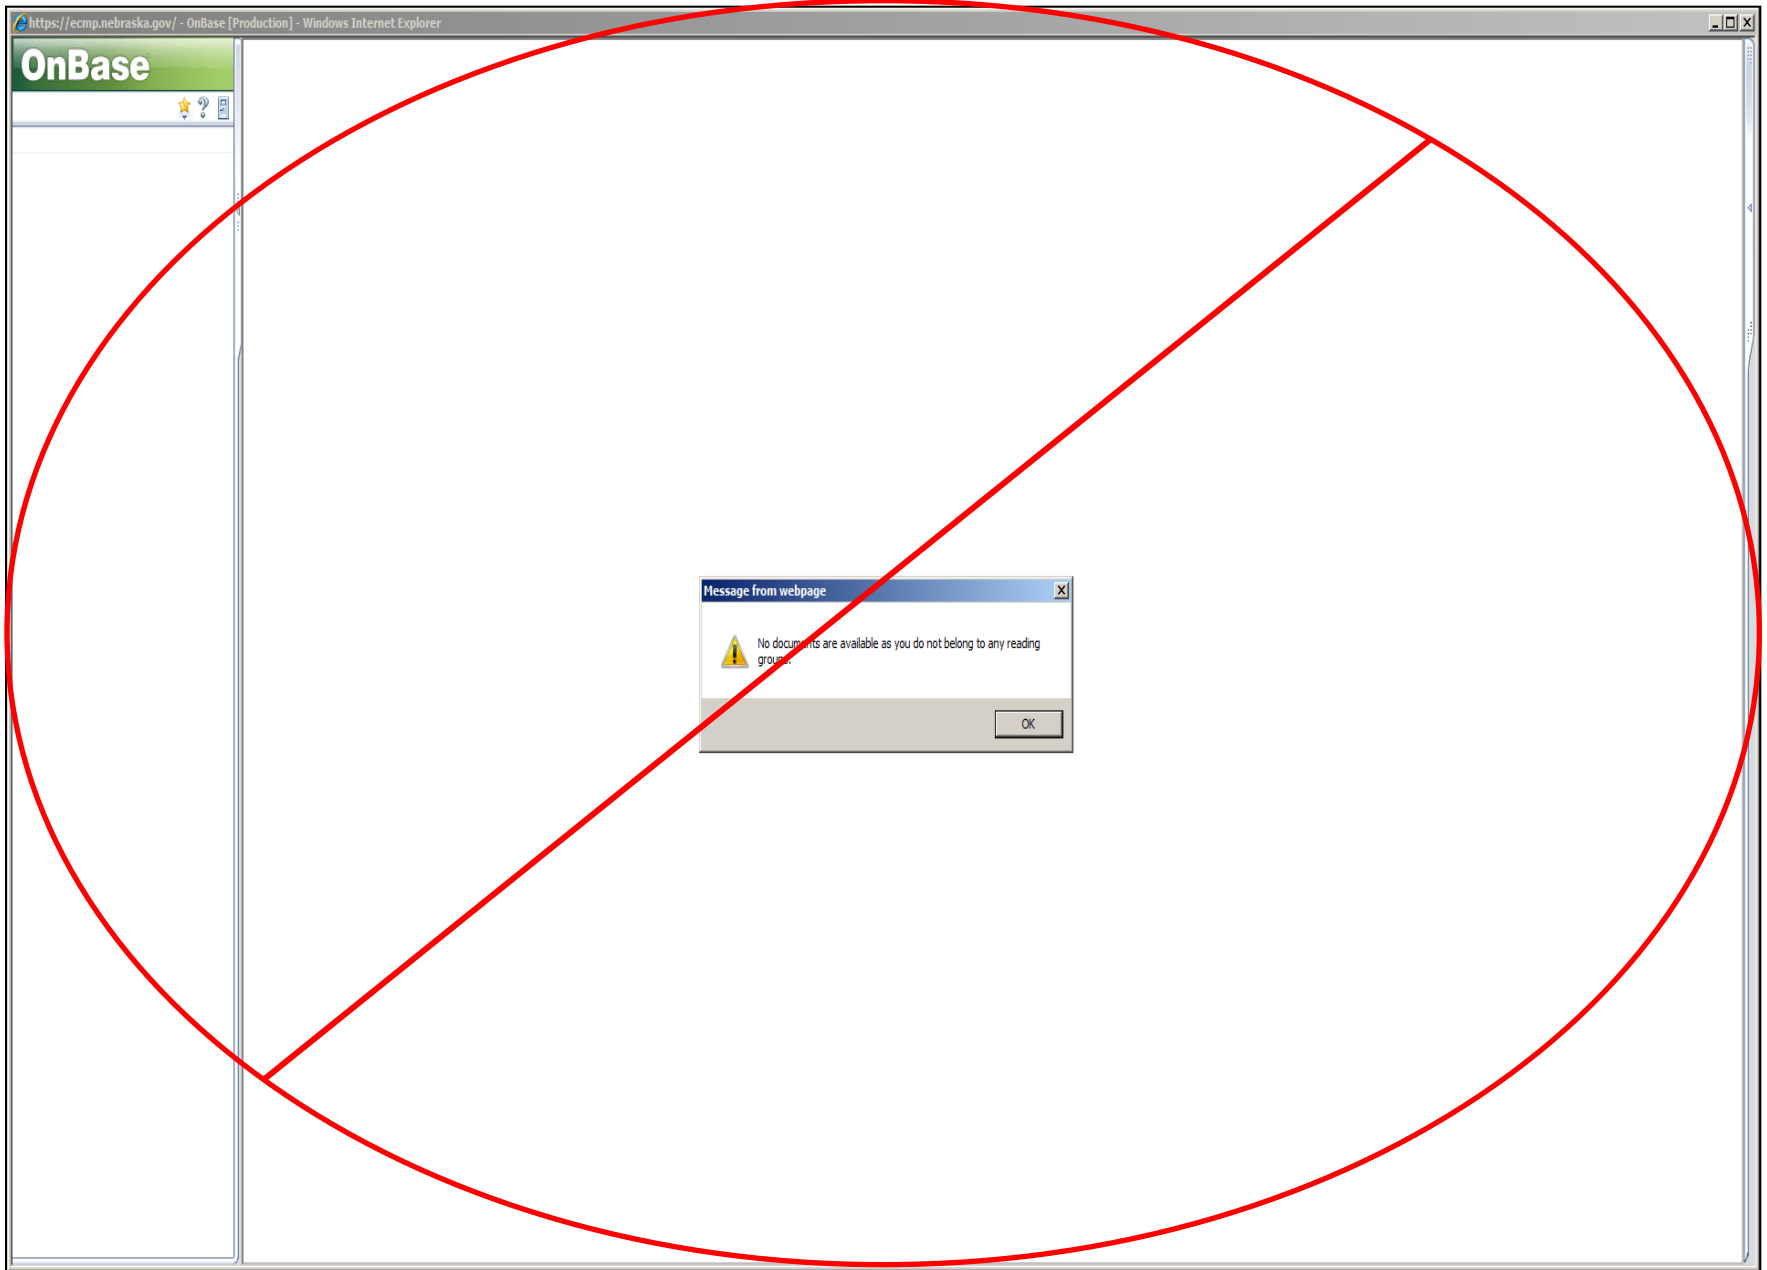 https://ecmp.nebraska.gov/ - OnBase [Production] - Windows Internet Explorer
OnBase
Message from webpage
No documents are available as you do not belong to any reading
groups.
OK